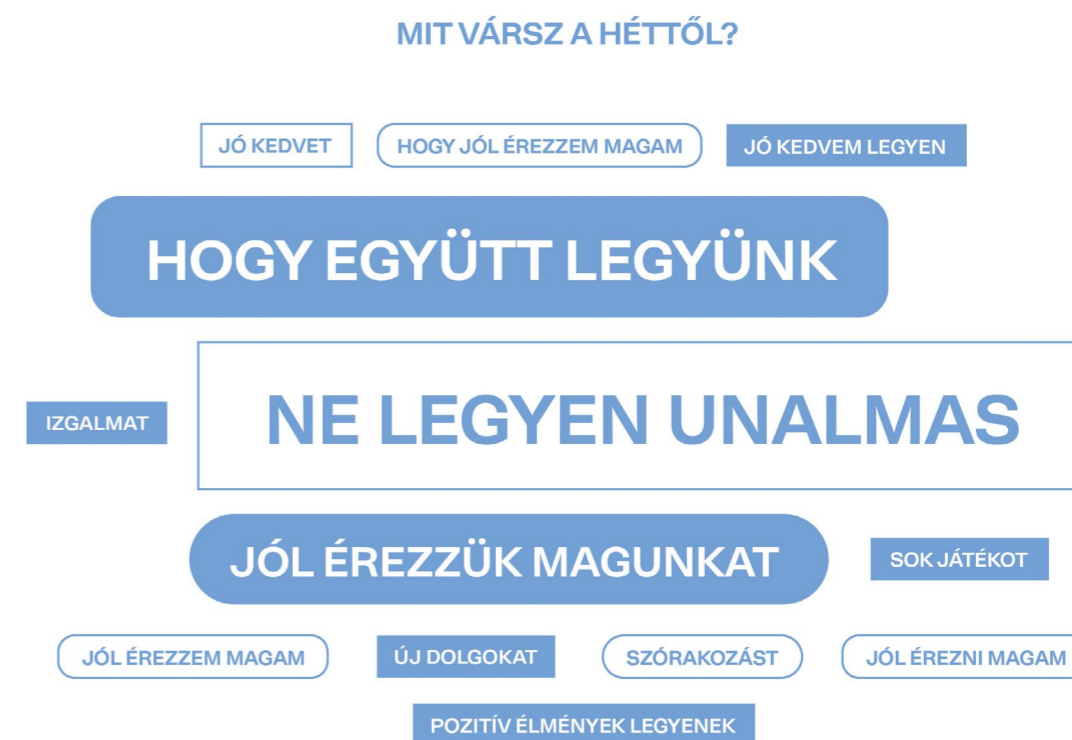 MIT VÁRSZ A HÉTTŐL?
JÓ KEDVET
HOGY JÓL ÉREZZEM MAGAM
JÓ KEDVEM LEGYEN
HOGY EGYÜTT LEGYÜNK
IZGALMAT
NE LEGYEN UNALMAS
JÓL ÉREZZÜK MAGUNKAT
SOK JÁTÉKOT
JÓL ÉREZZEM MAGAM
ÚJ DOLGOKAT
SZÓRAKOZÁST
JÓL ÉREZNI MAGAM
POZITÍV ÉLMÉNYEK LEGYENEK